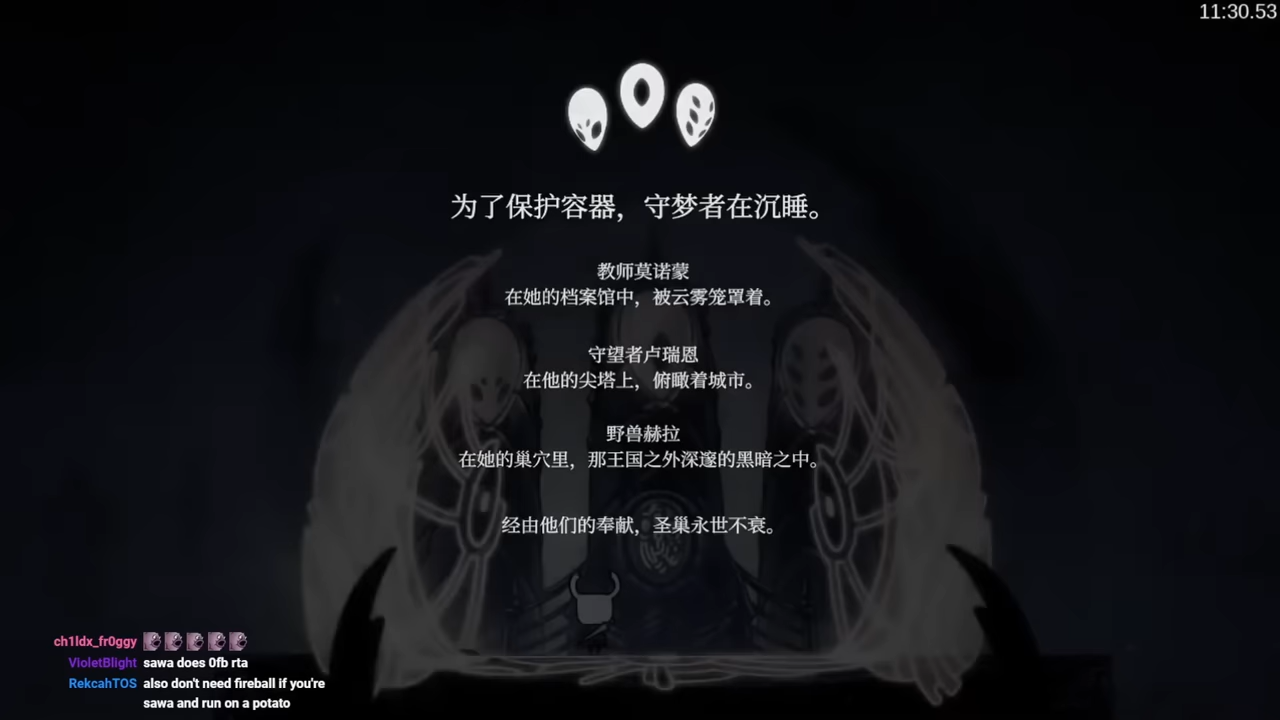 11:30.53
为了保护容器，守梦者在沉睡。
教师莫诺蒙
在她的档案馆中，被云雾笼罩着。
守望者卢瑞恩
在他的尖塔上，俯瞰着城市。
野兽赫拉
在她的巢穴里，那王国之外深邃的黑暗之中。
经由他们的奉献，圣巢永世不衰。
ch1ldx_fr0ggy
VioletBlight sawa does 0fb rta
RekcahTOS also don't need fireball if you're
sawa and run on a potato